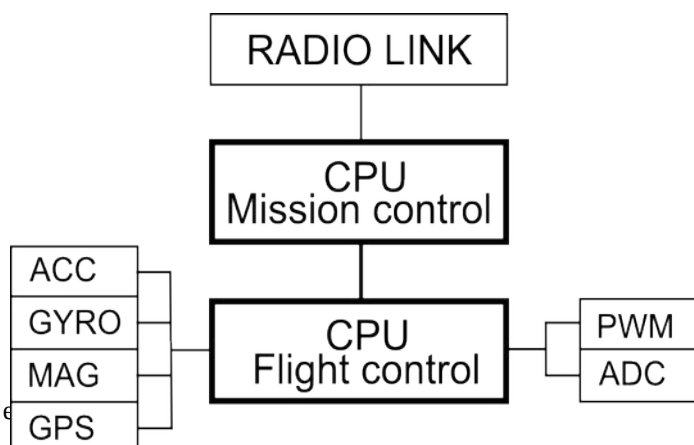 RADIO LINK
CPU
Mission control
ACC
GYRO
MAG
GPS
CPU
Flight control
PWM
ADC